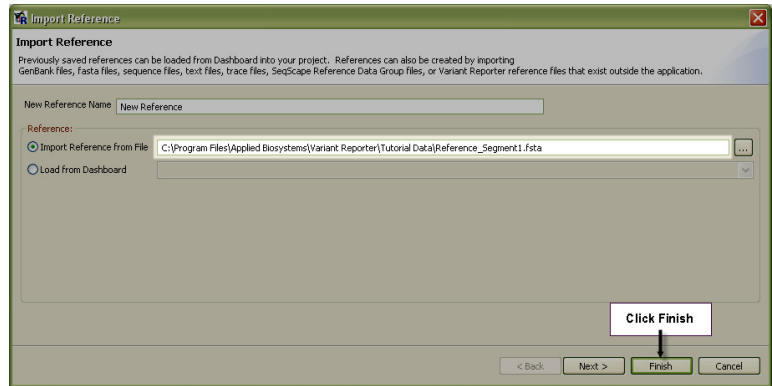 Import Reference
Import Reference
Previously saved references can be loaded from Dashboard into your project. References can also be created by importing
GenBank files, fasta files, sequence files, text files, trace files, SeqScape Reference Data Group files, or Variant Reporter reference files that exist outside the application.
New Reference Name New Reference
Reference:
Import Reference from File C:\Program Files\Applied Biosystems\Variant Reporter\Tutorial Data\Reference_Segment1.fsta ...
Load from Dashboard
Click Finish
< Back Next > Finish Cancel